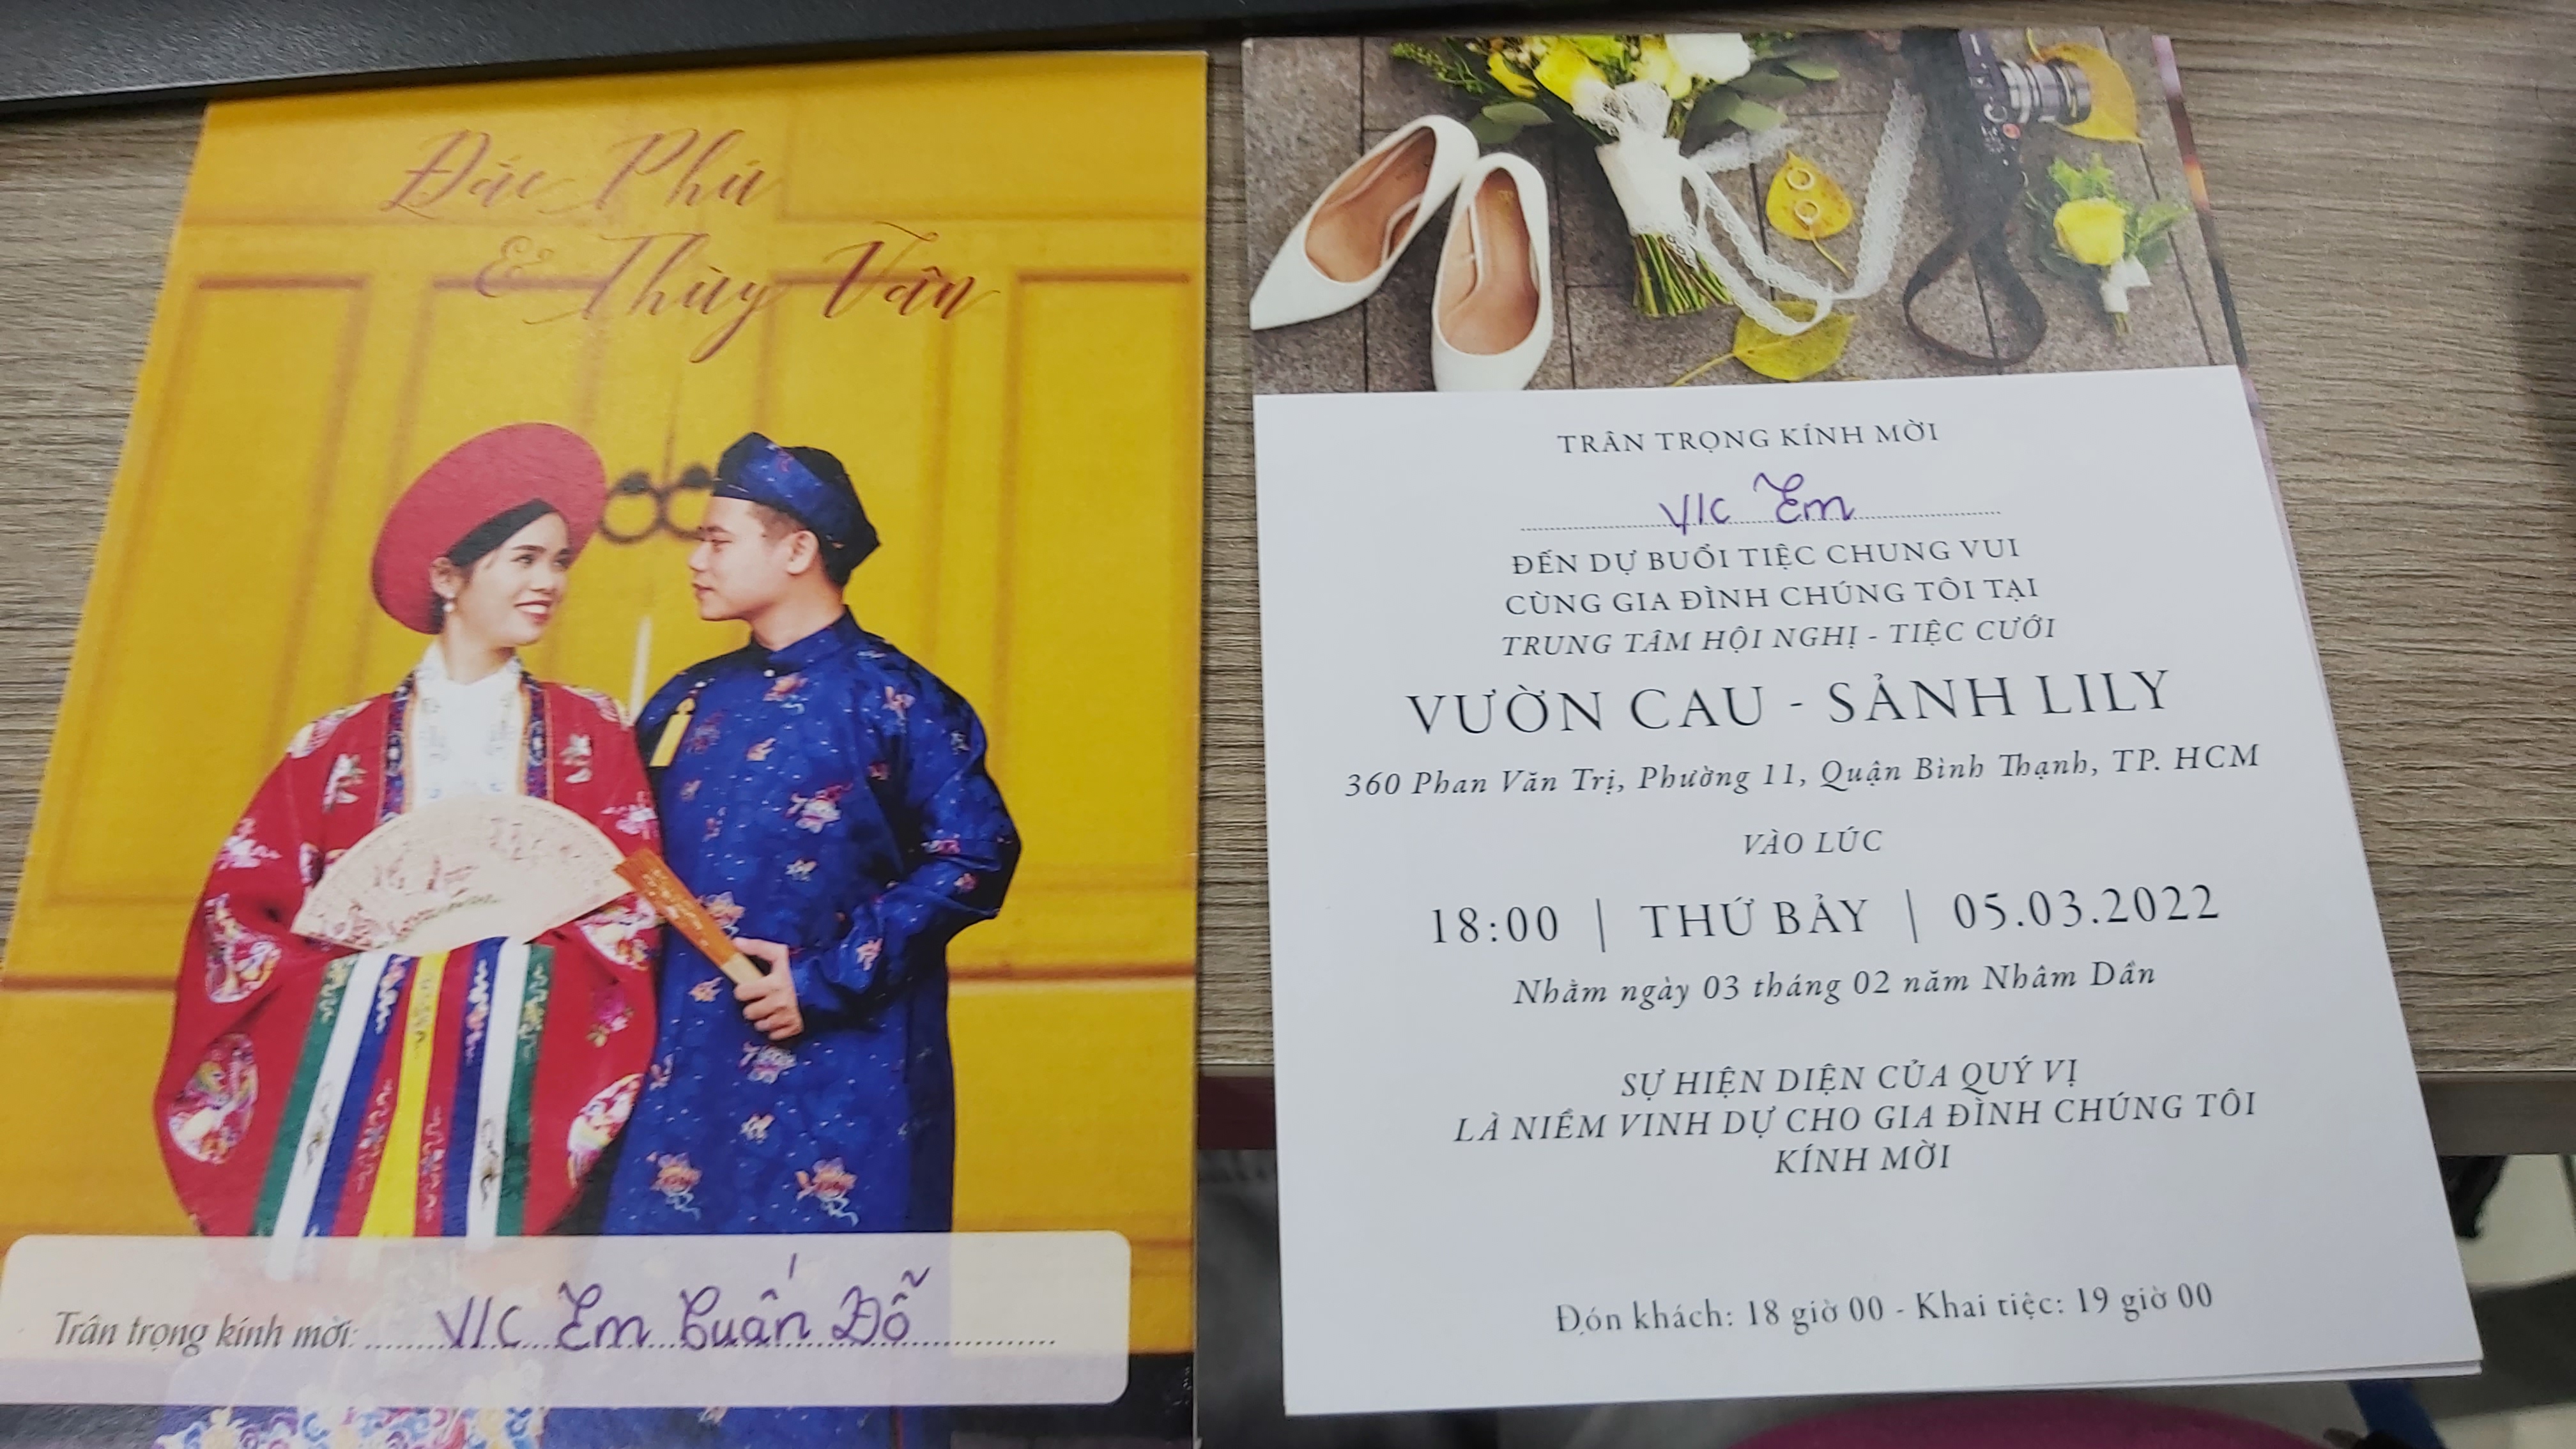 Đức Phú
& Thùy Vân
Trân trọng kính mời: V/c Em Tuấn Đỗ
TRÂN TRỌNG KÍNH MỜI
V/c Em
ĐẾN DỰ BUỔI TIỆC CHUNG VUI
CÙNG GIA ĐÌNH CHÚNG TÔI TẠI
TRUNG TÂM HỘI NGHỊ - TIỆC CƯỚI
VƯỜN CAU - SẢNH LILY
360 Phan Văn Trị, Phường 11, Quận Bình Thạnh, TP. HCM
VÀO LÚC
18:00 | THỨ BẢY | 05.03.2022
Nhằm ngày 03 tháng 02 năm Nhâm Dần
SỰ HIỆN DIỆN CỦA QUÝ VỊ
LÀ NIỀM VINH DỰ CHO GIA ĐÌNH CHÚNG TÔI
KÍNH MỜI
Đón khách: 18 giờ 00 - Khai tiệc: 19 giờ 00